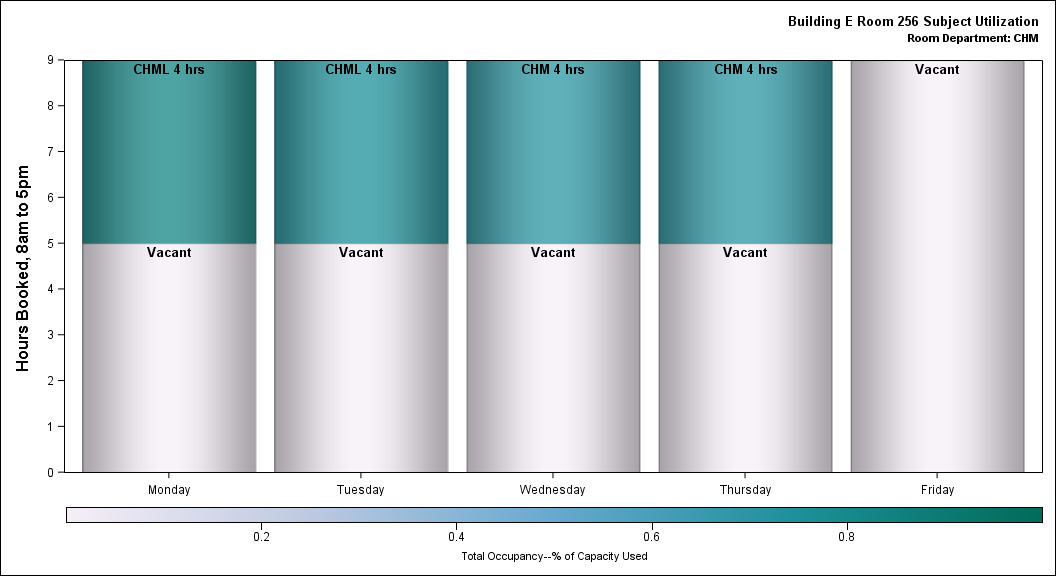 Building E Room 256 Subject Utilization
Room Department: CHM
Hours Booked, 8am to 5pm
9
8
7
6
5
4
3
2
1
0
CHML 4 hrs
CHML 4 hrs
CHM 4 hrs
CHM 4 hrs
Vacant
Vacant
Vacant
Vacant
Vacant
Monday
Tuesday
Wednesday
Thursday
Friday
0.2
0.4
0.6
0.8
Total Occupancy--% of Capacity Used